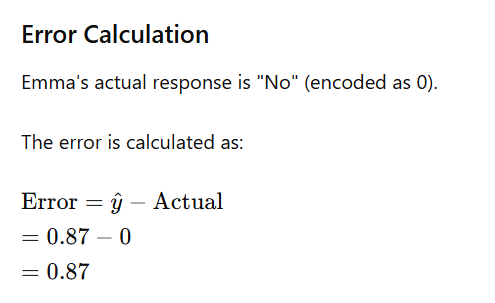 Error Calculation
Emma's actual response is "No" (encoded as 0).
The error is calculated as:
Error = ŷ − Actual
= 0.87 − 0
= 0.87